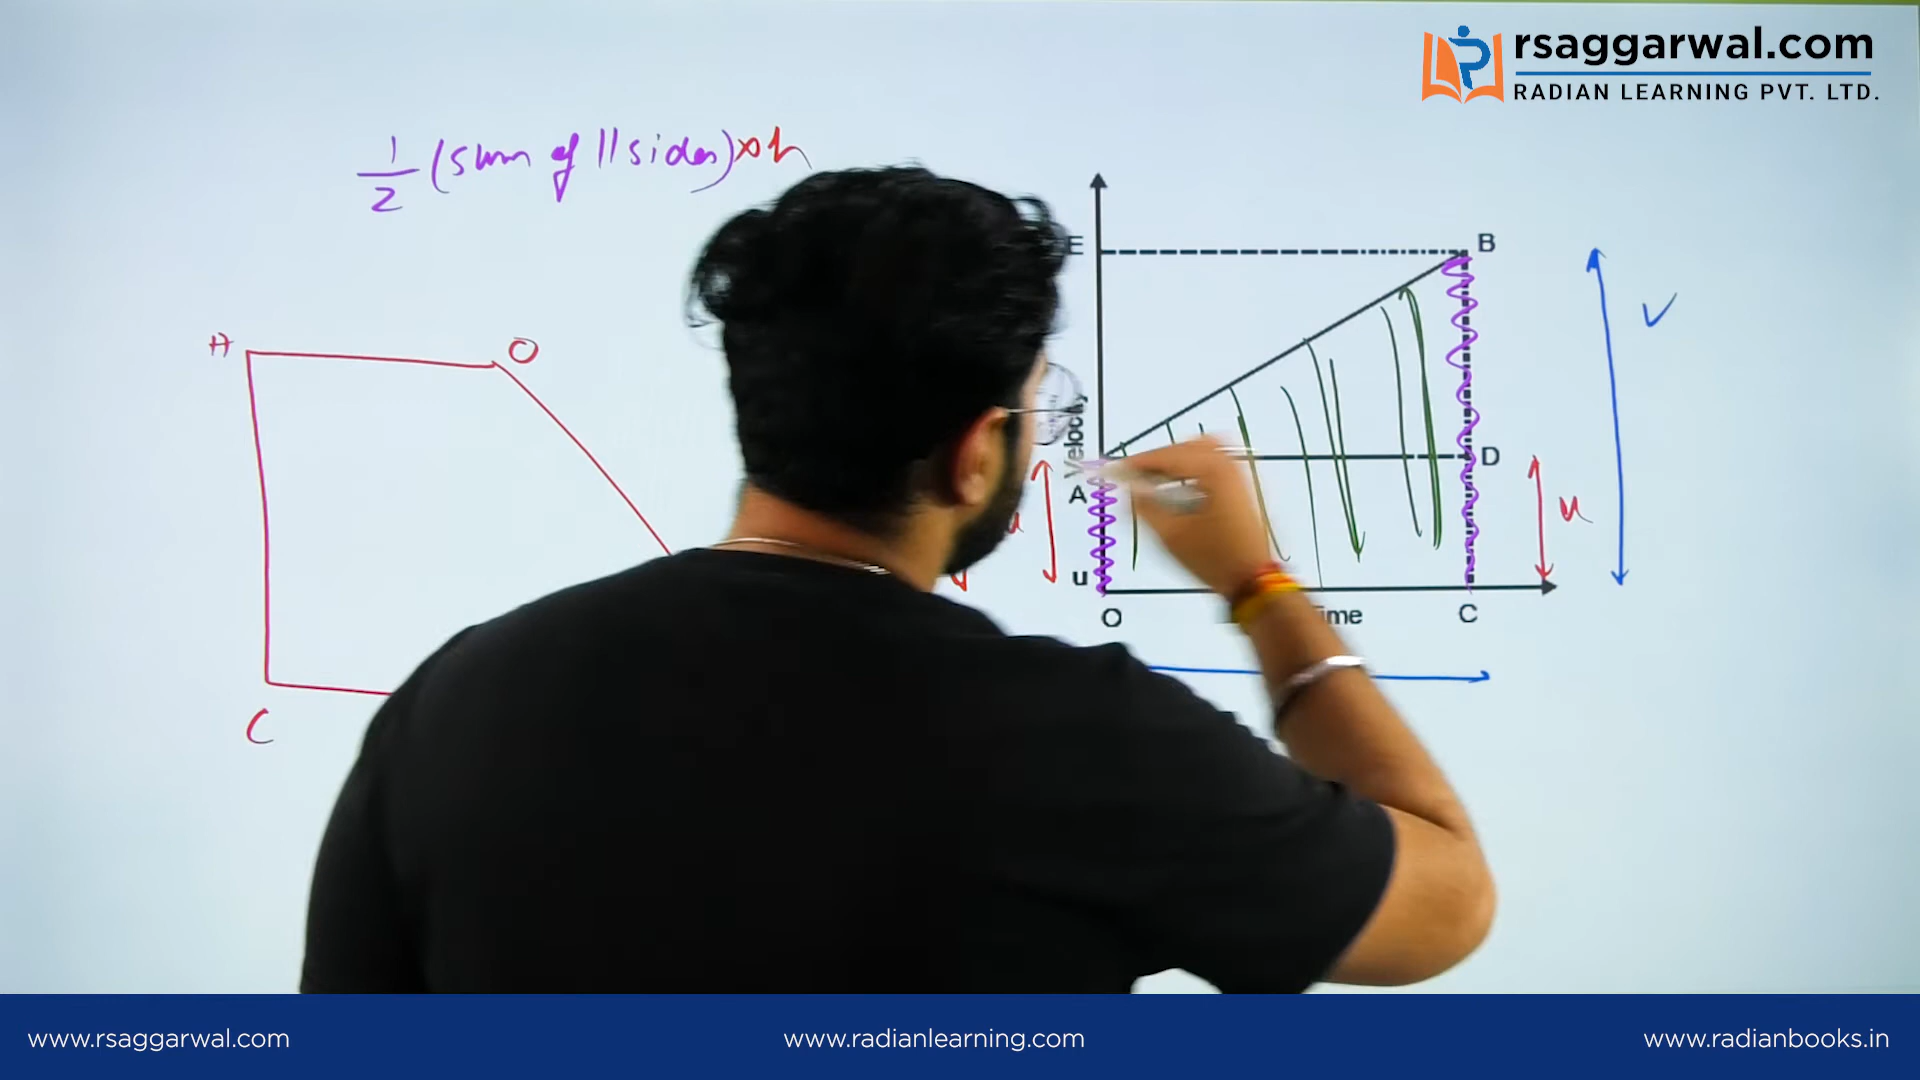 rsaggarwal.com
RADIAN LEARNING PVT. LTD.
1/2 (sum of || sides) × h
E
B
V
A
O
Velocity
D
A
u
u
O
C
C
www.rsaggarwal.com
www.radianlearning.com
www.radianbooks.in